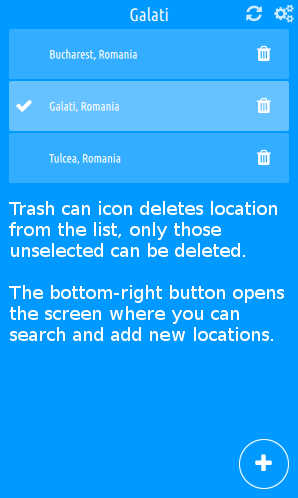 Galati
Bucharest, Romania
Galati, Romania
Tulcea, Romania
Trash can icon deletes location
from the list, only those
unselected can be deleted.
The bottom-right button opens
the screen where you can
search and add new locations.